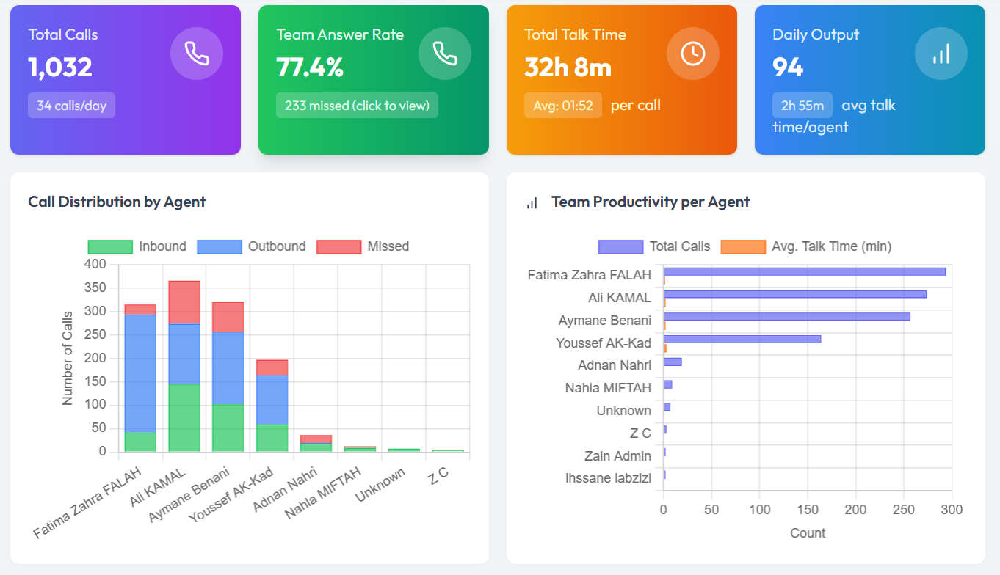 Total Calls
1,032
34 calls/day
Team Answer Rate
77.4%
233 missed (click to view)
Total Talk Time
32h 8m
Avg: 01:52 per call
Daily Output
94
2h 55m avg talk
time/agent
Call Distribution by Agent
Inbound Outbound Missed
400
350
300
250
200
150
100
50
0
Number of Calls
Fatima Zahra FALAH
Ali KAMAL
Aymane Benani
Youssef AK-Kad
Adnan Nahri
Nahla MIFTAH
Unknown
Z C
Team Productivity per Agent
Total Calls Avg. Talk Time (min)
Fatima Zahra FALAH
Ali KAMAL
Aymane Benani
Youssef AK-Kad
Adnan Nahri
Nahla MIFTAH
Unknown
Z C
Zain Admin
ihssane labzizi
0 50 100 150 200 250 300
Count